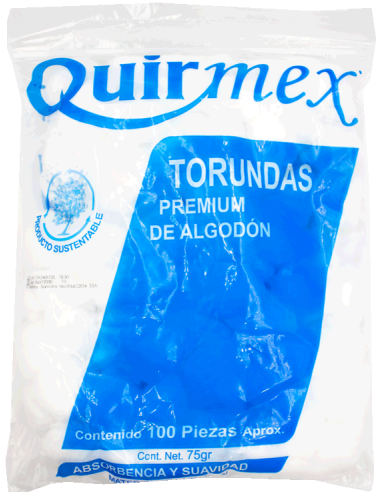 Quirmex
TORUNDAS
PREMIUM
DE ALGODÓN
PRODUCTO SUSTENTABLE
Contenido 100 Piezas Aprox.
Cont. Net. 75gr
ABSORBENCIA Y SUAVIDAD